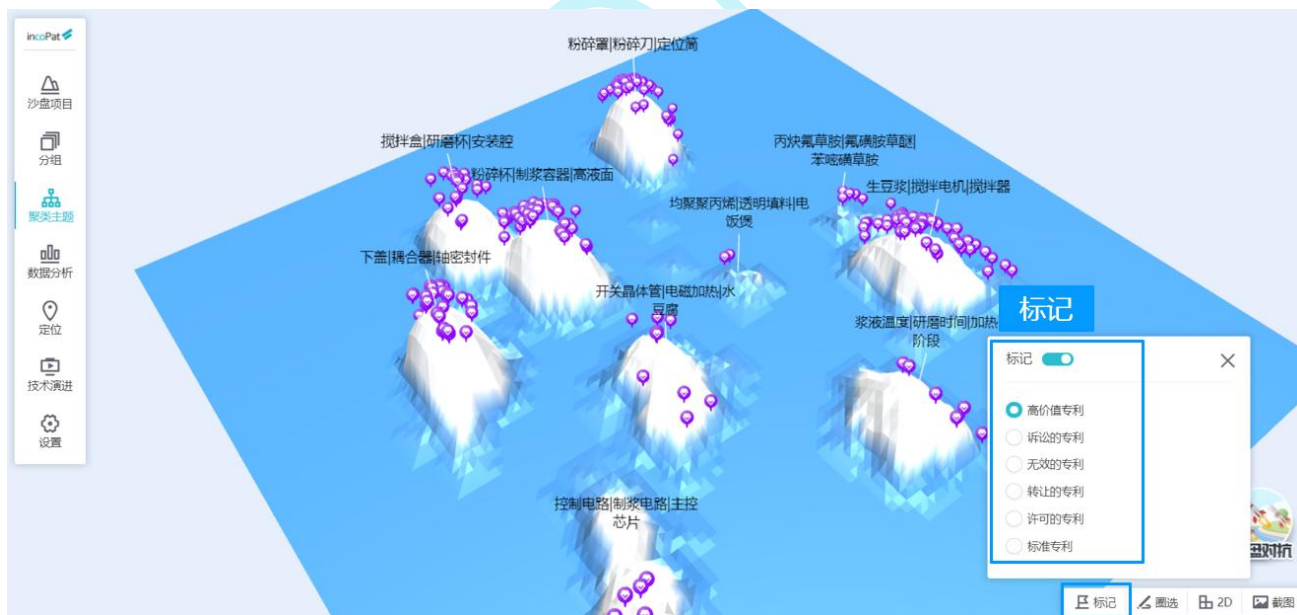 incoPat
沙盘项目
分组
聚类主题
数据分析
定位
技术演进
设置
粉碎罩|粉碎刀|定位筒
搅拌盒|研磨杯|安装腔
粉碎杯|制浆容器|高液面
丙炔氟草胺|氟磺胺草醚|
苯嘧磺草胺
生豆浆|搅拌电机|搅拌器
均聚聚丙烯|透明填料|电
饭煲
下盖|耦合器|轴密封件
开关晶体管|电磁加热|水
豆腐
浆液温度|研磨时间|加热
阶段
控制电路|制浆电路|主控
芯片
标记
标记
高价值专利
诉讼的专利
无效的专利
转让的专利
许可的专利
标准专利
盘对抗
标记
圈选
2D
截图